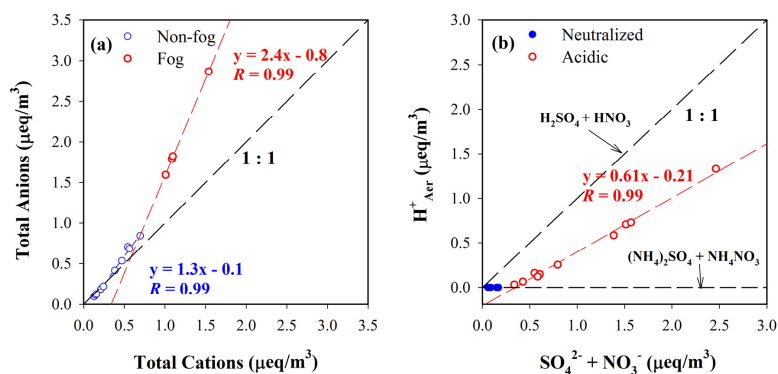 (a)
Non-fog
Fog
y = 2.4x - 0.8
R = 0.99
1 : 1
y = 1.3x - 0.1
R = 0.99
Total Anions (μeq/m³)
3.5
3.0
2.5
2.0
1.5
1.0
0.5
0.0
0.0 0.5 1.0 1.5 2.0 2.5 3.0 3.5
Total Cations (μeq/m³)
(b)
Neutralized
Acidic
H₂SO₄ + HNO₃
1 : 1
y = 0.61x - 0.21
R = 0.99
(NH₄)₂SO₄ + NH₄NO₃
H⁺Aer (μeq/m³)
3.0
2.5
2.0
1.5
1.0
0.5
0.0
0.0 0.5 1.0 1.5 2.0 2.5 3.0
SO₄²⁻ + NO₃⁻ (μeq/m³)